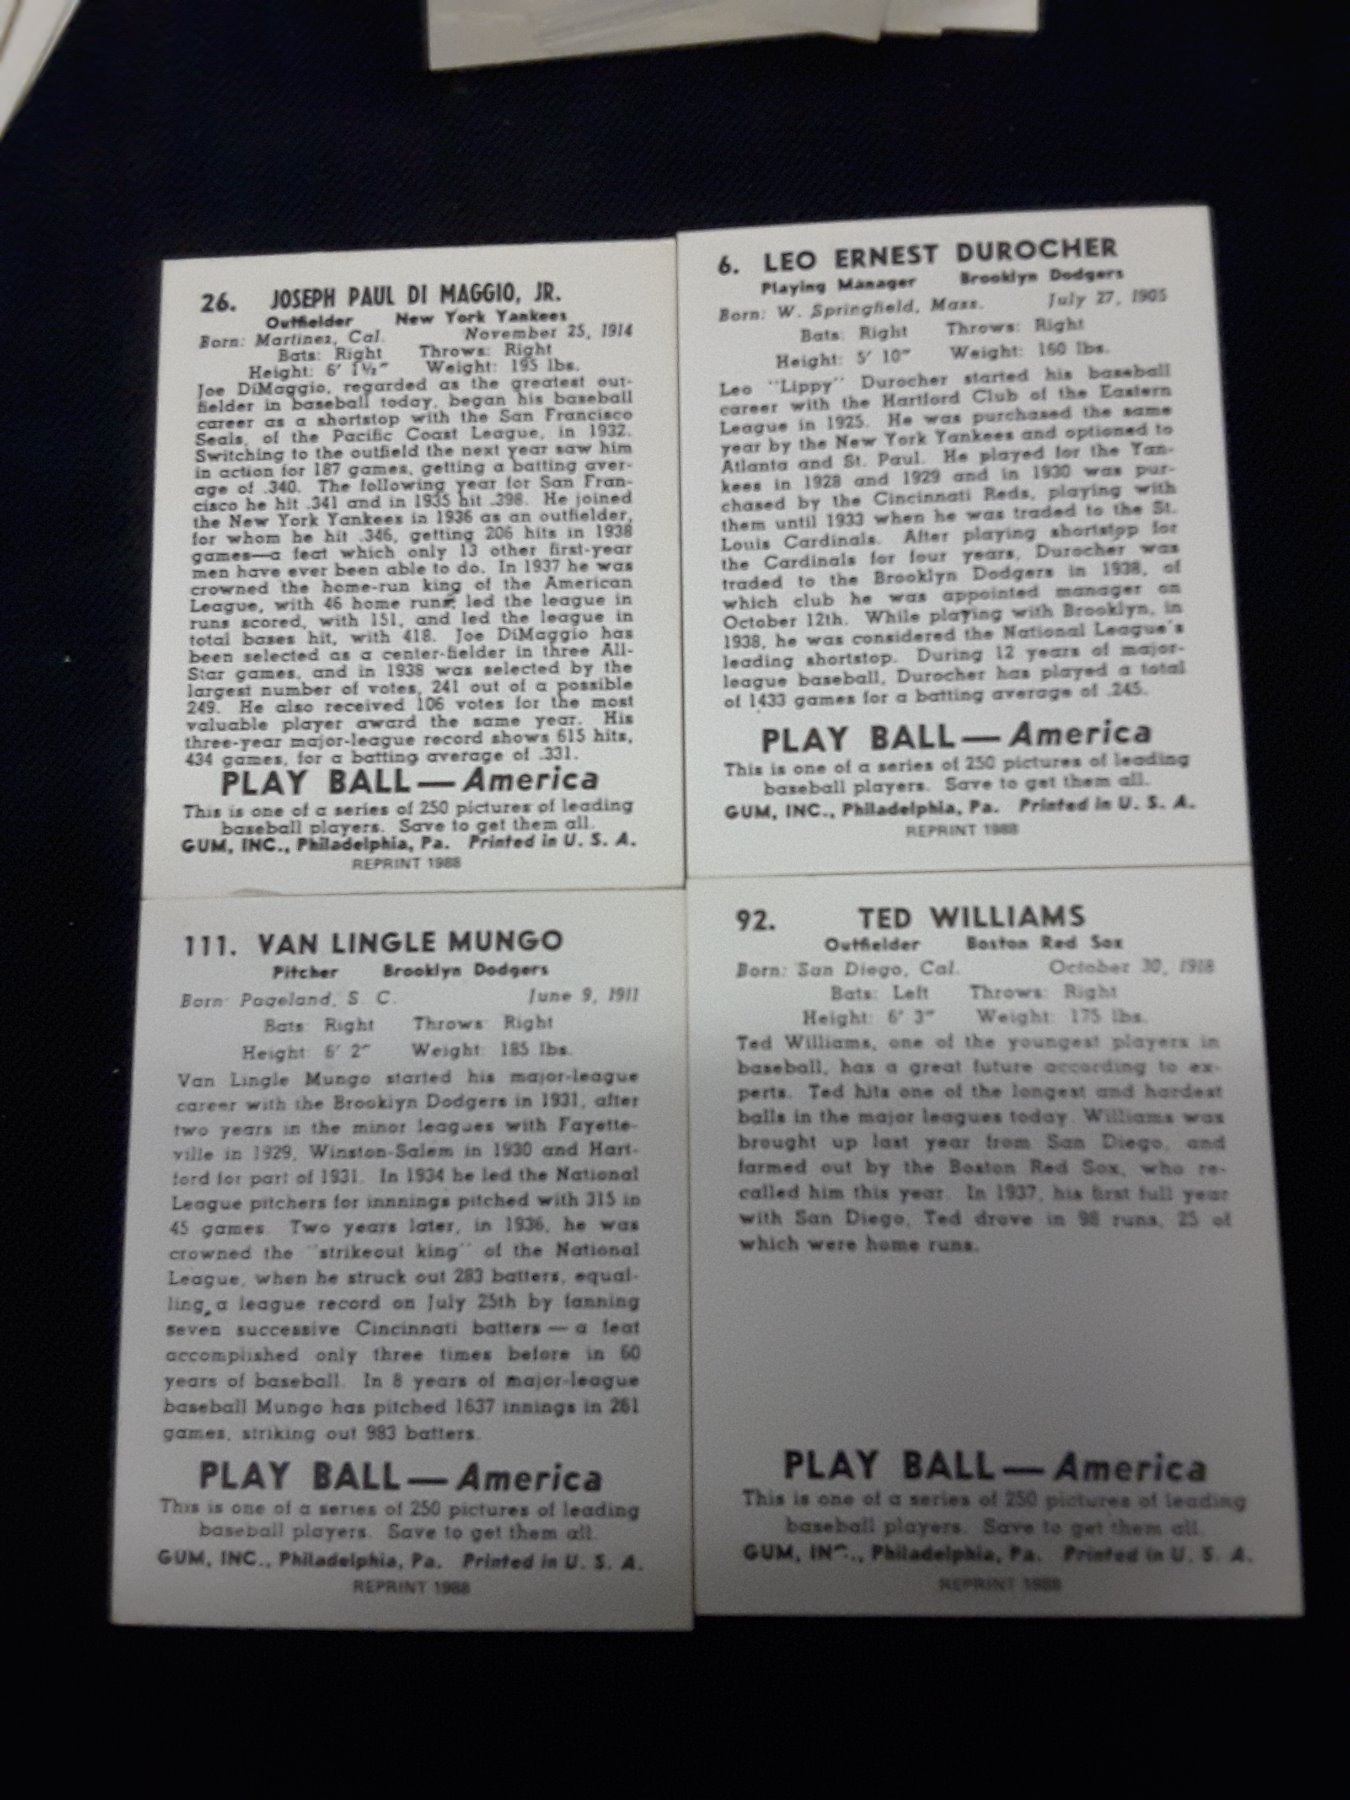 26. JOSEPH PAUL DI MAGGIO, JR.
Outfielder New York Yankees
Born: Martinez, Cal. November 25, 1914
Bats: Right Throws: Right
Height: 6' 1½" Weight: 195 lbs.
Joe DiMaggio, regarded as the greatest out-
fielder in baseball today, began his baseball
career as a shortstop with the San Francisco
Seals, of the Pacific Coast League, in 1932.
Switching to the outfield the next year saw him
in action for 187 games, getting a batting aver-
age of .340. The following year for San Fran-
cisco he hit .341 and in 1935 hit .398. He joined
the New York Yankees in 1936 as an outfielder,
for whom he hit .346, getting 206 hits in 1938
games—a feat which only 13 other first-year
men have ever been able to do. In 1937 he was
crowned the home-run king of the American
League, with 46 home runs; led the league in
runs scored, with 151, and led the league in
total bases hit, with 418. Joe DiMaggio has
been selected as a center-fielder in three All-
Star games, and in 1938 was selected by the
largest number of votes, 241 out of a possible
249. He also received 106 votes for the most
valuable player award the same year. His
three-year major-league record shows 615 hits,
434 games, for a batting average of .331.
PLAY BALL—America
This is one of a series of 250 pictures of leading
baseball players. Save to get them all.
GUM, INC., Philadelphia, Pa. Printed in U. S. A.
REPRINT 1988
6. LEO ERNEST DUROCHER
Playing Manager Brooklyn Dodgers
Born: W. Springfield, Mass. July 27, 1905
Bats: Right Throws: Right
Height: 5' 10" Weight: 160 lbs.
Leo "Lippy" Durocher started his baseball
career with the Hartford Club of the Eastern
League in 1925. He was purchased the same
year by the New York Yankees and optioned to
Atlanta and St. Paul. He played for the Yan-
kees in 1928 and 1929 and in 1930 was pur-
chased by the Cincinnati Reds, playing with
them until 1933 when he was traded to the St.
Louis Cardinals. After playing shortstop for
the Cardinals for four years, Durocher was
traded to the Brooklyn Dodgers in 1938, of
which club he was appointed manager on
October 12th. While playing with Brooklyn, in
1938, he was considered the National League's
leading shortstop. During 12 years of major-
league baseball, Durocher has played a total
of 1433 games for a batting average of .245.
PLAY BALL—America
This is one of a series of 250 pictures of leading
baseball players. Save to get them all.
GUM, INC., Philadelphia, Pa. Printed in U. S. A.
REPRINT 1988
111. VAN LINGLE MUNGO
Pitcher Brooklyn Dodgers
Born: Pageland, S. C. June 9, 1911
Bats: Right Throws: Right
Height: 6' 2" Weight: 185 lbs.
Van Lingle Mungo started his major-league
career with the Brooklyn Dodgers in 1931, after
two years in the minor leagues with Fayette-
ville in 1929, Winston-Salem in 1930 and Hart-
ford for part of 1931. In 1934 he led the National
League pitchers for innnings pitched with 315 in
45 games. Two years later, in 1936, he was
crowned the "strikeout king" of the National
League, when he struck out 283 batters, equal-
ling a league record on July 25th by fanning
seven successive Cincinnati batters — a feat
accomplished only three times before in 60
years of baseball. In 8 years of major-league
baseball Mungo has pitched 1637 innings in 261
games, striking out 983 batters.
PLAY BALL—America
This is one of a series of 250 pictures of leading
baseball players. Save to get them all.
GUM, INC., Philadelphia, Pa. Printed in U. S. A.
REPRINT 1988
92. TED WILLIAMS
Outfielder Boston Red Sox
Born: San Diego, Cal. October 30, 1918
Bats: Left Throws: Right
Height: 6' 3" Weight: 175 lbs.
Ted Williams, one of the youngest players in
baseball, has a great future according to ex-
perts. Ted hits one of the longest and hardest
balls in the major leagues today. Williams was
brought up last year from San Diego, and
farmed out by the Boston Red Sox, who re-
called him this year. In 1937, his first full year
with San Diego, Ted drove in 98 runs, 25 of
which were home runs.
PLAY BALL—America
This is one of a series of 250 pictures of leading
baseball players. Save to get them all.
GUM, INC., Philadelphia, Pa. Printed in U. S. A.
REPRINT 1988